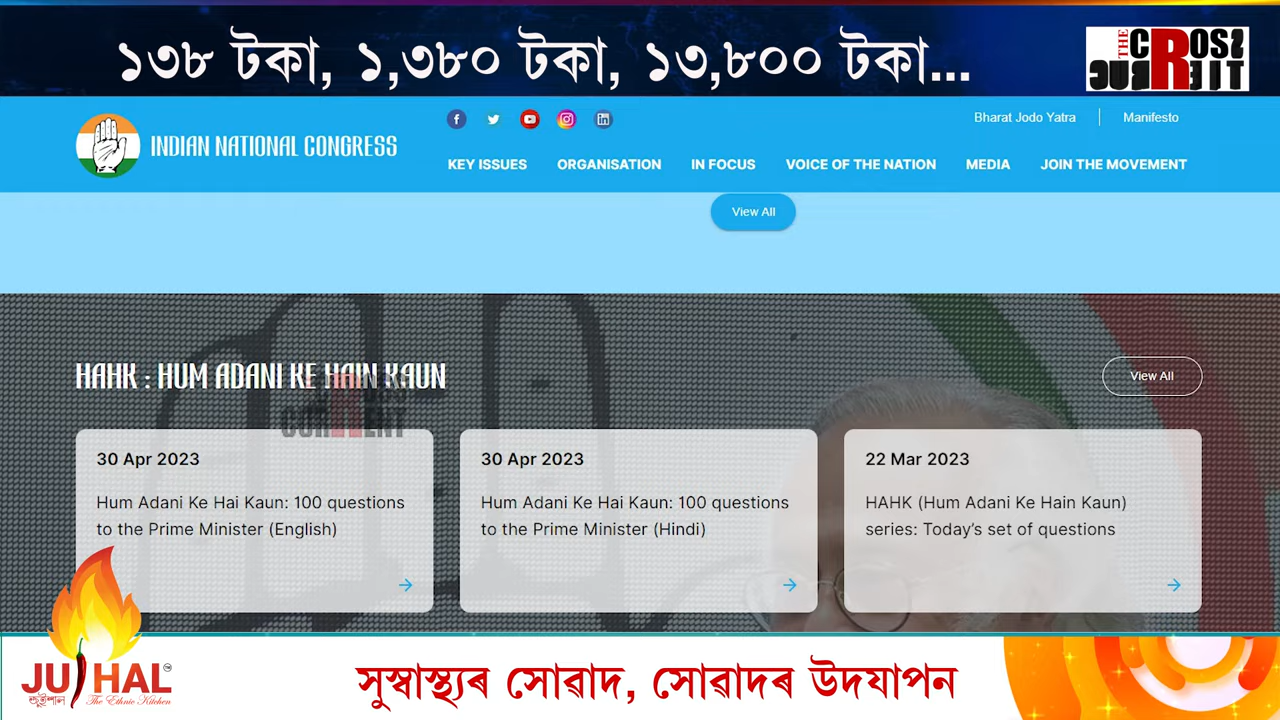 ১৩৮ টকা, ১,৩৮০ টকা, ১৩,৮০০ টকা...
THE CROSS CURRENT
INDIAN NATIONAL CONGRESS
Bharat Jodo Yatra
Manifesto
KEY ISSUES ORGANISATION IN FOCUS VOICE OF THE NATION MEDIA JOIN THE MOVEMENT
View All
HAHK : HUM ADANI KE HAIN KAUN
View All
CROSS
CURRENT
30 Apr 2023
Hum Adani Ke Hai Kaun: 100 questions
to the Prime Minister (English)
30 Apr 2023
Hum Adani Ke Hai Kaun: 100 questions
to the Prime Minister (Hindi)
22 Mar 2023
HAHK (Hum Adani Ke Hain Kaun)
series: Today's set of questions
JUHAL
জুইশাল The Ethnic Kitchen
সুস্বাস্থ্যৰ সোৱাদ, সোৱাদৰ উদযাপন